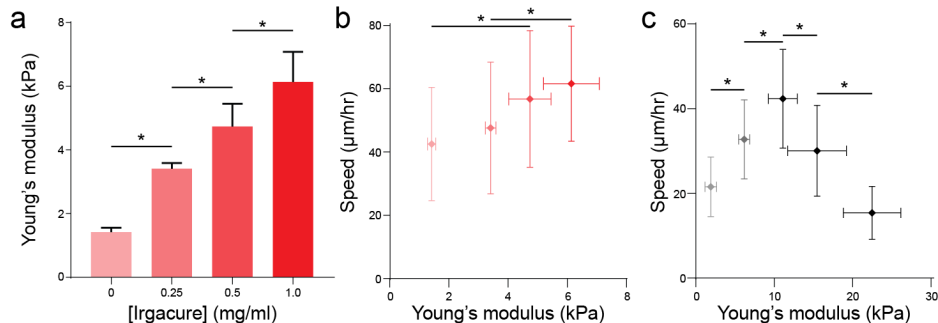 a
Young's modulus (kPa)
8
6
4
2
0
*
*
*
0 0.25 0.5 1.0
[Irgacure] (mg/ml)
b
Speed (µm/hr)
80
60
40
20
0
*
*
0 2 4 6 8
Young's modulus (kPa)
c
Speed (µm/hr)
60
40
20
0
*
*
*
*
0 10 20 30
Young's modulus (kPa)